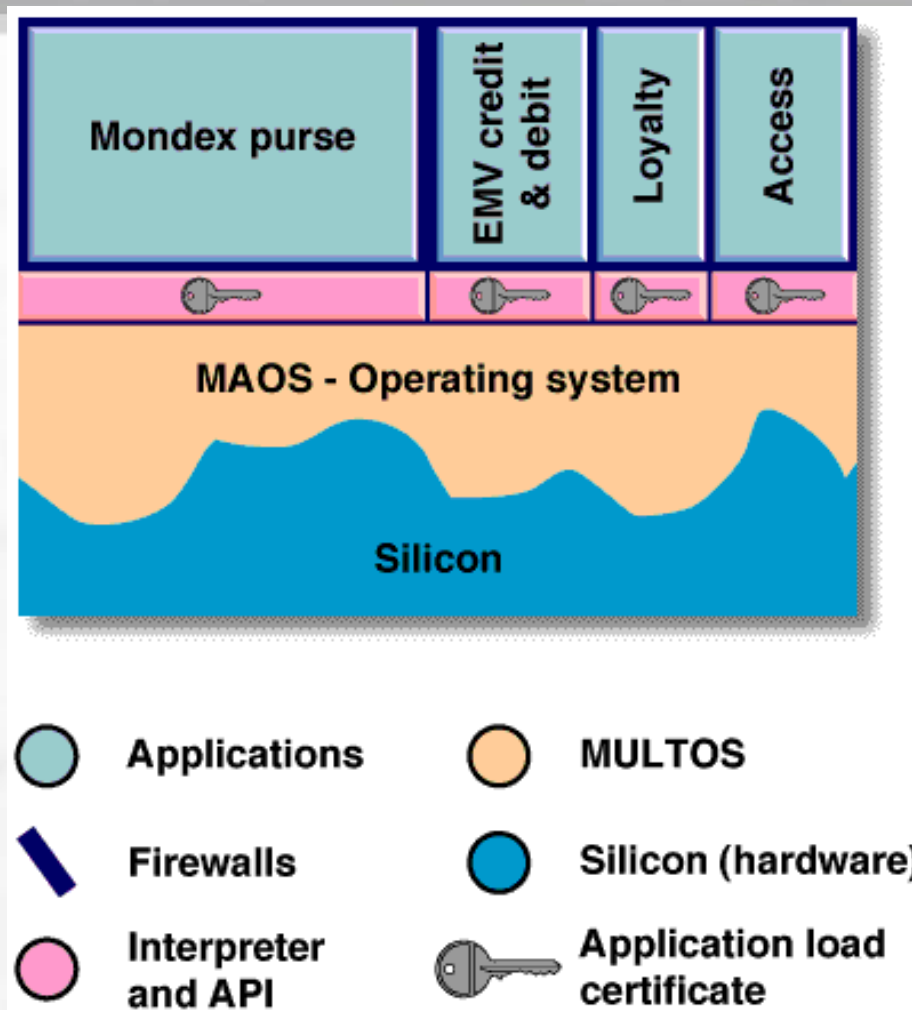 Mondex purse
EMV credit
& debit
Loyalty
Access
MAOS - Operating system
Silicon
Applications
MULTOS
Firewalls
Silicon (hardware)
Interpreter
and API
Application load
certificate